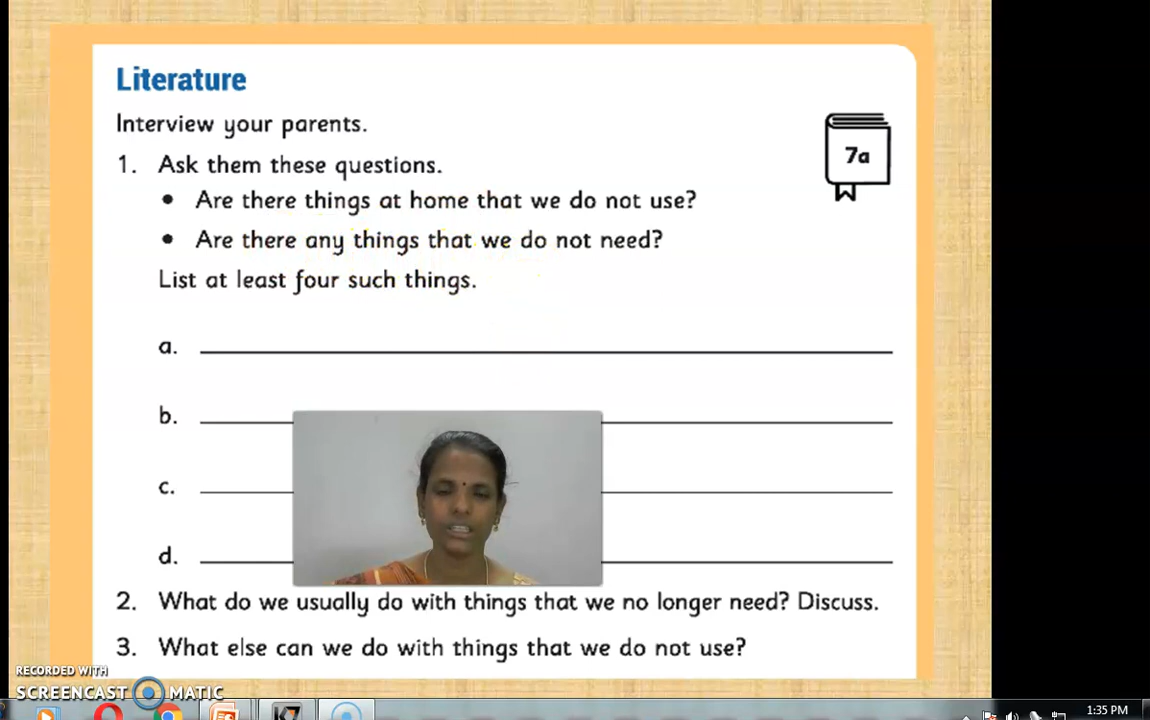 Literature
Interview your parents.
7a
1. Ask them these questions.
• Are there things at home that we do not use?
• Are there any things that we do not need?
List at least four such things.
a.
b.
c.
d.
2. What do we usually do with things that we no longer need? Discuss.
3. What else can we do with things that we do not use?
RECORDED WITH
SCREENCAST MATIC
1:35 PM